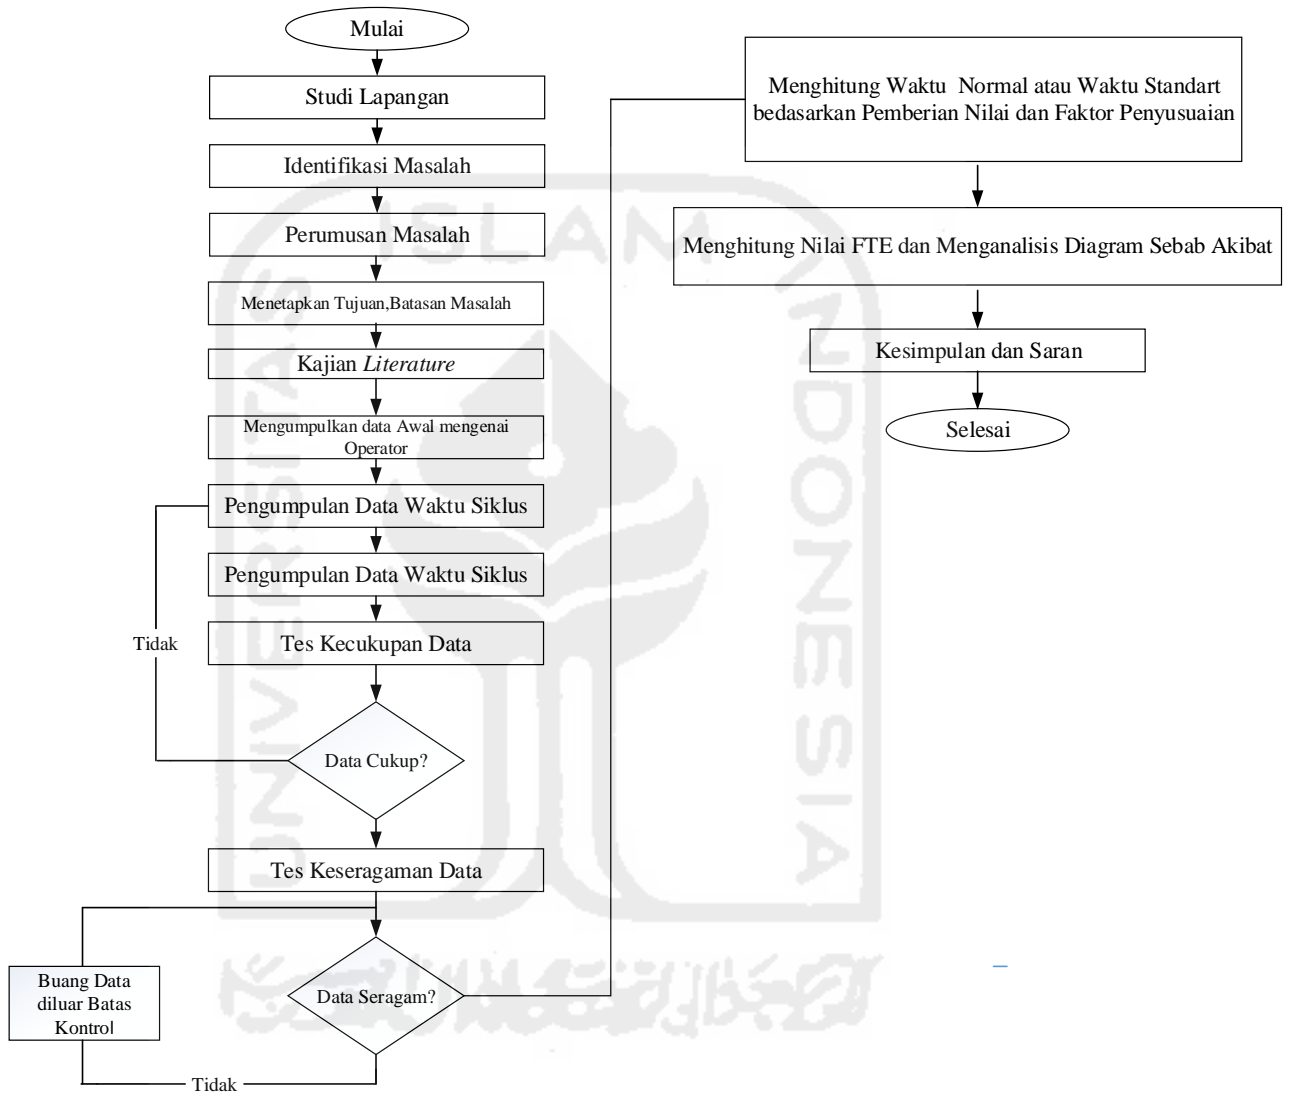 Mulai
Studi Lapangan
Identifikasi Masalah
Perumusan Masalah
Menetapkan Tujuan,Batasan Masalah
Kajian Literature
Mengumpulkan data Awal mengenai
Operator
Pengumpulan Data Waktu Siklus
Pengumpulan Data Waktu Siklus
Tidak
Tes Kecukupan Data
Data Cukup?
Tes Keseragaman Data
Buang Data
diluar Batas
Kontrol
Data Seragam?
Tidak
Menghitung Waktu Normal atau Waktu Standart
bedasarkan Pemberian Nilai dan Faktor Penyusuaian
Menghitung Nilai FTE dan Menganalisis Diagram Sebab Akibat
Kesimpulan dan Saran
Selesai
UNIVERSITAS
ISLAM
INDONESIA